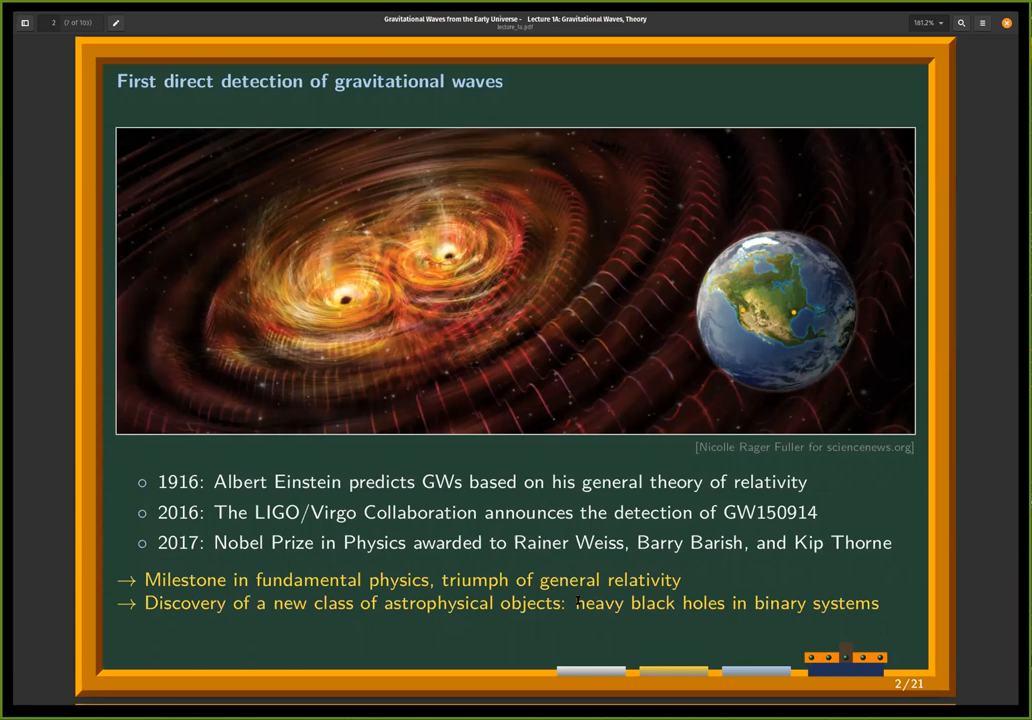 Gravitational Waves from the Early Universe - Lecture 1A: Gravitational Waves, Theory
2 (7 of 103) 181.2%
lecture_1a.pdf
First direct detection of gravitational waves
[Nicolle Rager Fuller for sciencenews.org]
○ 1916: Albert Einstein predicts GWs based on his general theory of relativity
○ 2016: The LIGO/Virgo Collaboration announces the detection of GW150914
○ 2017: Nobel Prize in Physics awarded to Rainer Weiss, Barry Barish, and Kip Thorne
→ Milestone in fundamental physics, triumph of general relativity
→ Discovery of a new class of astrophysical objects: heavy black holes in binary systems
2/21